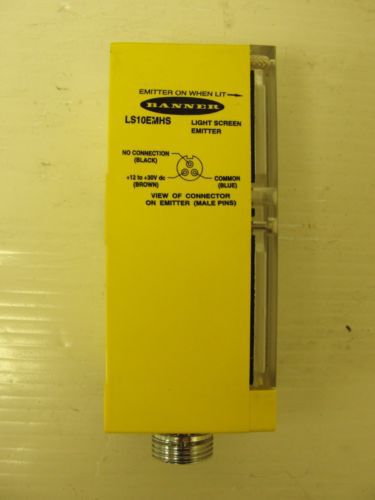 EMITTER ON WHEN LIT
BANNER
LS10EMHS
LIGHT SCREEN
EMITTER
NO CONNECTION
(BLACK)
+12 to +30V dc
(BROWN)
COMMON
(BLUE)
VIEW OF CONNECTOR
ON EMITTER (MALE PINS)